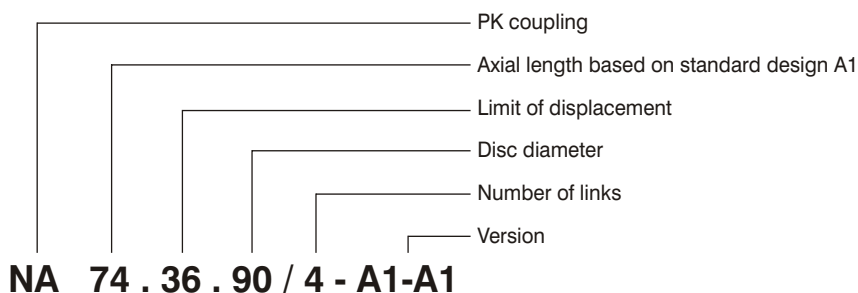 PK coupling
Axial length based on standard design A1
Limit of displacement
Disc diameter
Number of links
Version
NA 74 . 36 . 90 / 4 - A1-A1